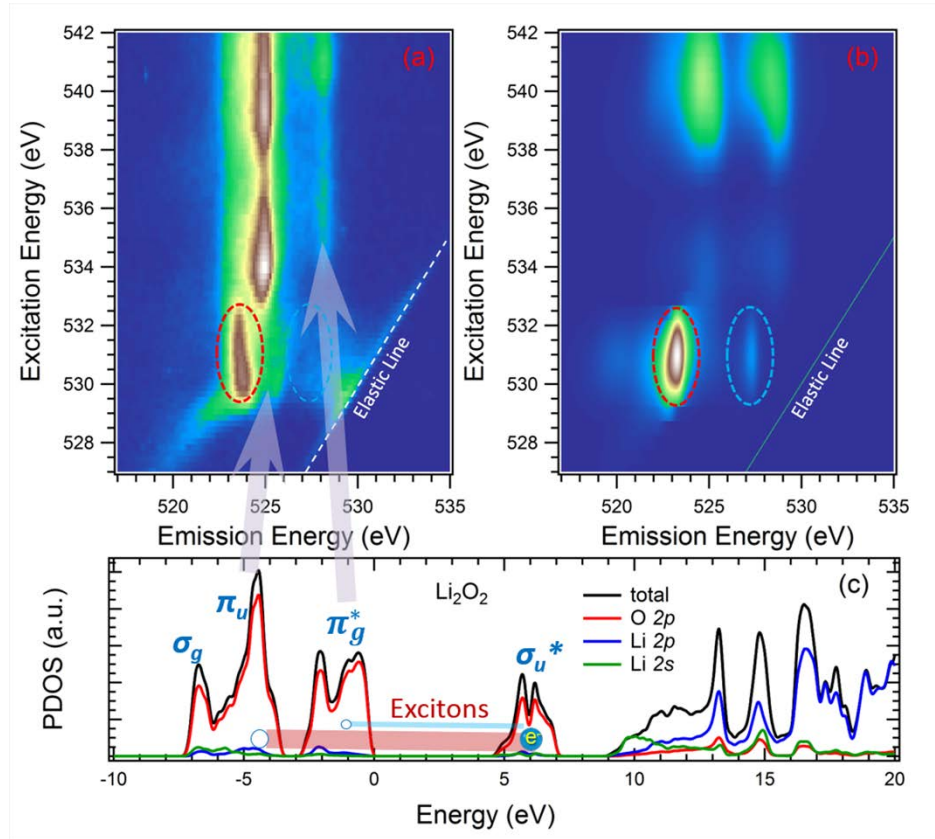 (a)
542
540
538
536
534
532
530
528
Excitation Energy (eV)
Elastic Line
520 525 530 535
Emission Energy (eV)
(b)
542
540
538
536
534
532
530
528
Excitation Energy (eV)
Elastic Line
520 525 530 535
Emission Energy (eV)
(c)
Li₂O₂
total
O 2p
Li 2p
Li 2s
σg
πu
π*g
σu*
Excitons
e⁻
PDOS (a.u.)
-10 -5 0 5 10 15 20
Energy (eV)